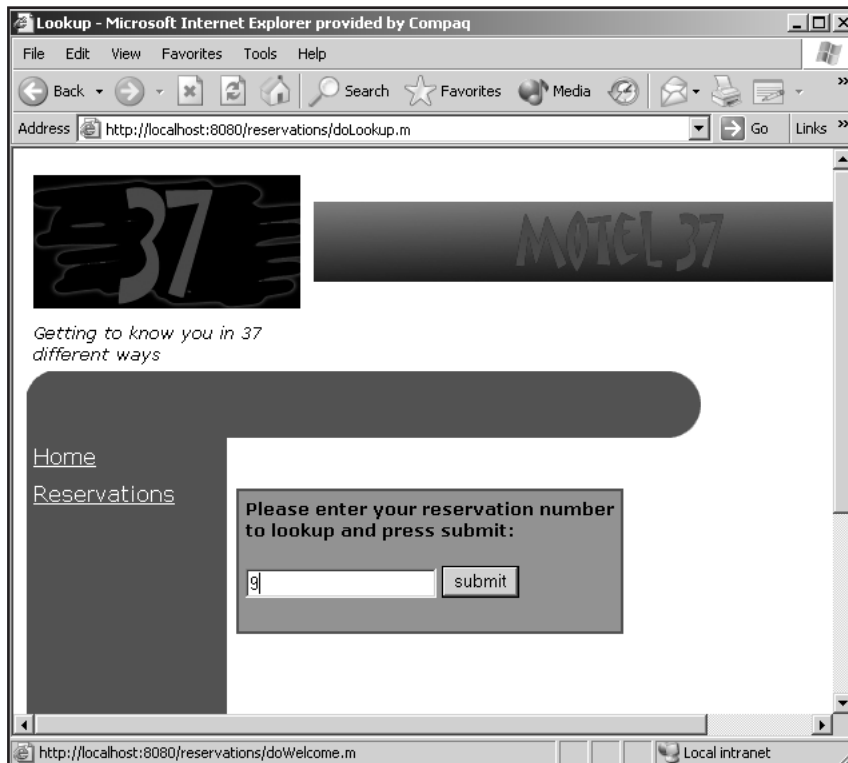 Lookup - Microsoft Internet Explorer provided by Compaq
File Edit View Favorites Tools Help
Back Search Favorites Media
Address http://localhost:8080/reservations/doLookup.m Go Links »
37
MOTEL 37
Getting to know you in 37
different ways
Home
Reservations
Please enter your reservation number
to lookup and press submit:
9 submit
http://localhost:8080/reservations/doWelcome.m Local intranet